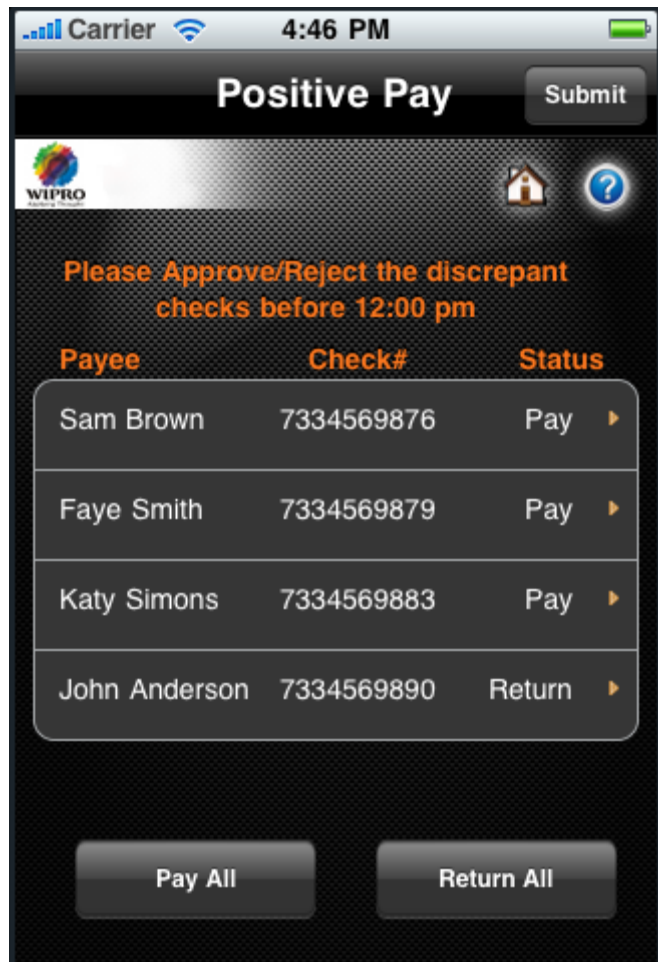 Carrier 4:46 PM
Positive Pay Submit
WIPRO
Applying Thought
?
Please Approve/Reject the discrepant
checks before 12:00 pm
Payee Check# Status
Sam Brown 7334569876 Pay
Faye Smith 7334569879 Pay
Katy Simons 7334569883 Pay
John Anderson 7334569890 Return
Pay All Return All